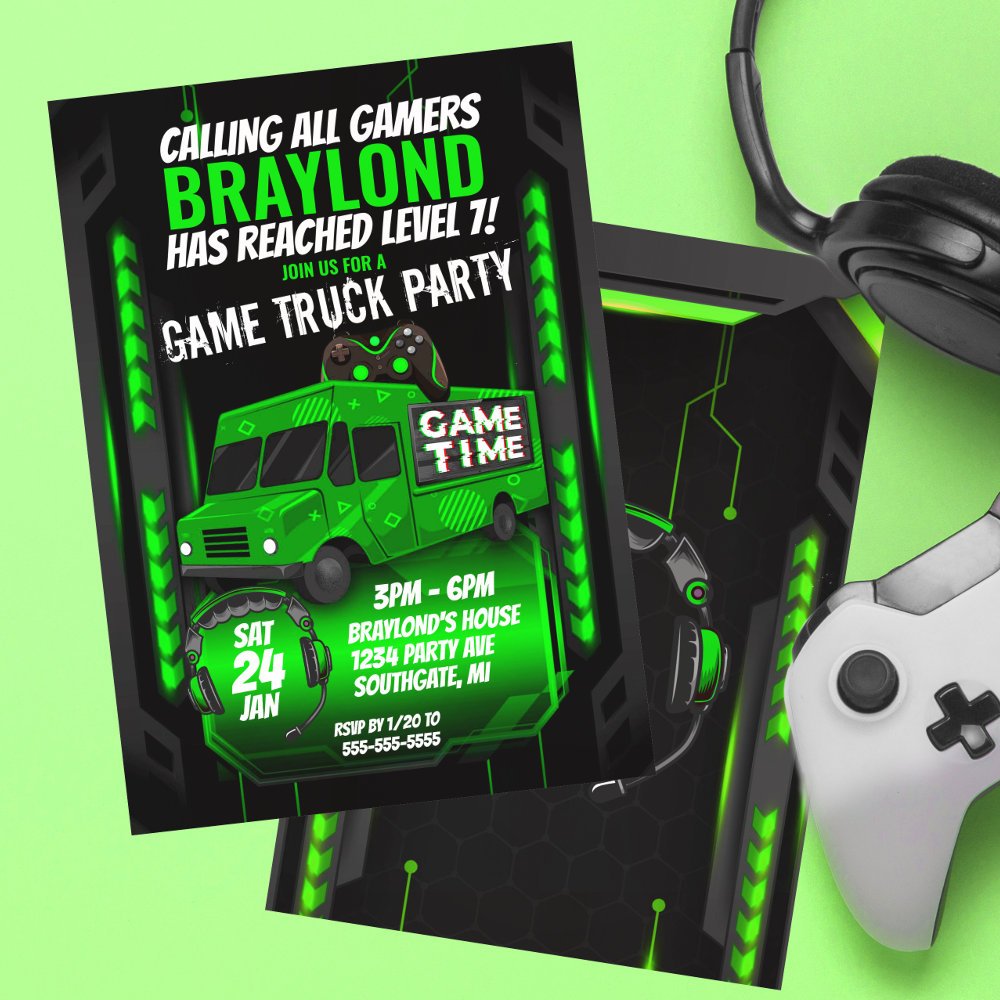 CALLING ALL GAMERS
BRAYLOND
HAS REACHED LEVEL 7!
JOIN US FOR A
GAME TRUCK PARTY
GAME
TIME
SAT
24
JAN
3PM - 6PM
BRAYLOND'S HOUSE
1234 PARTY AVE
SOUTHGATE, MI
RSVP BY 1/20 TO
555-555-5555